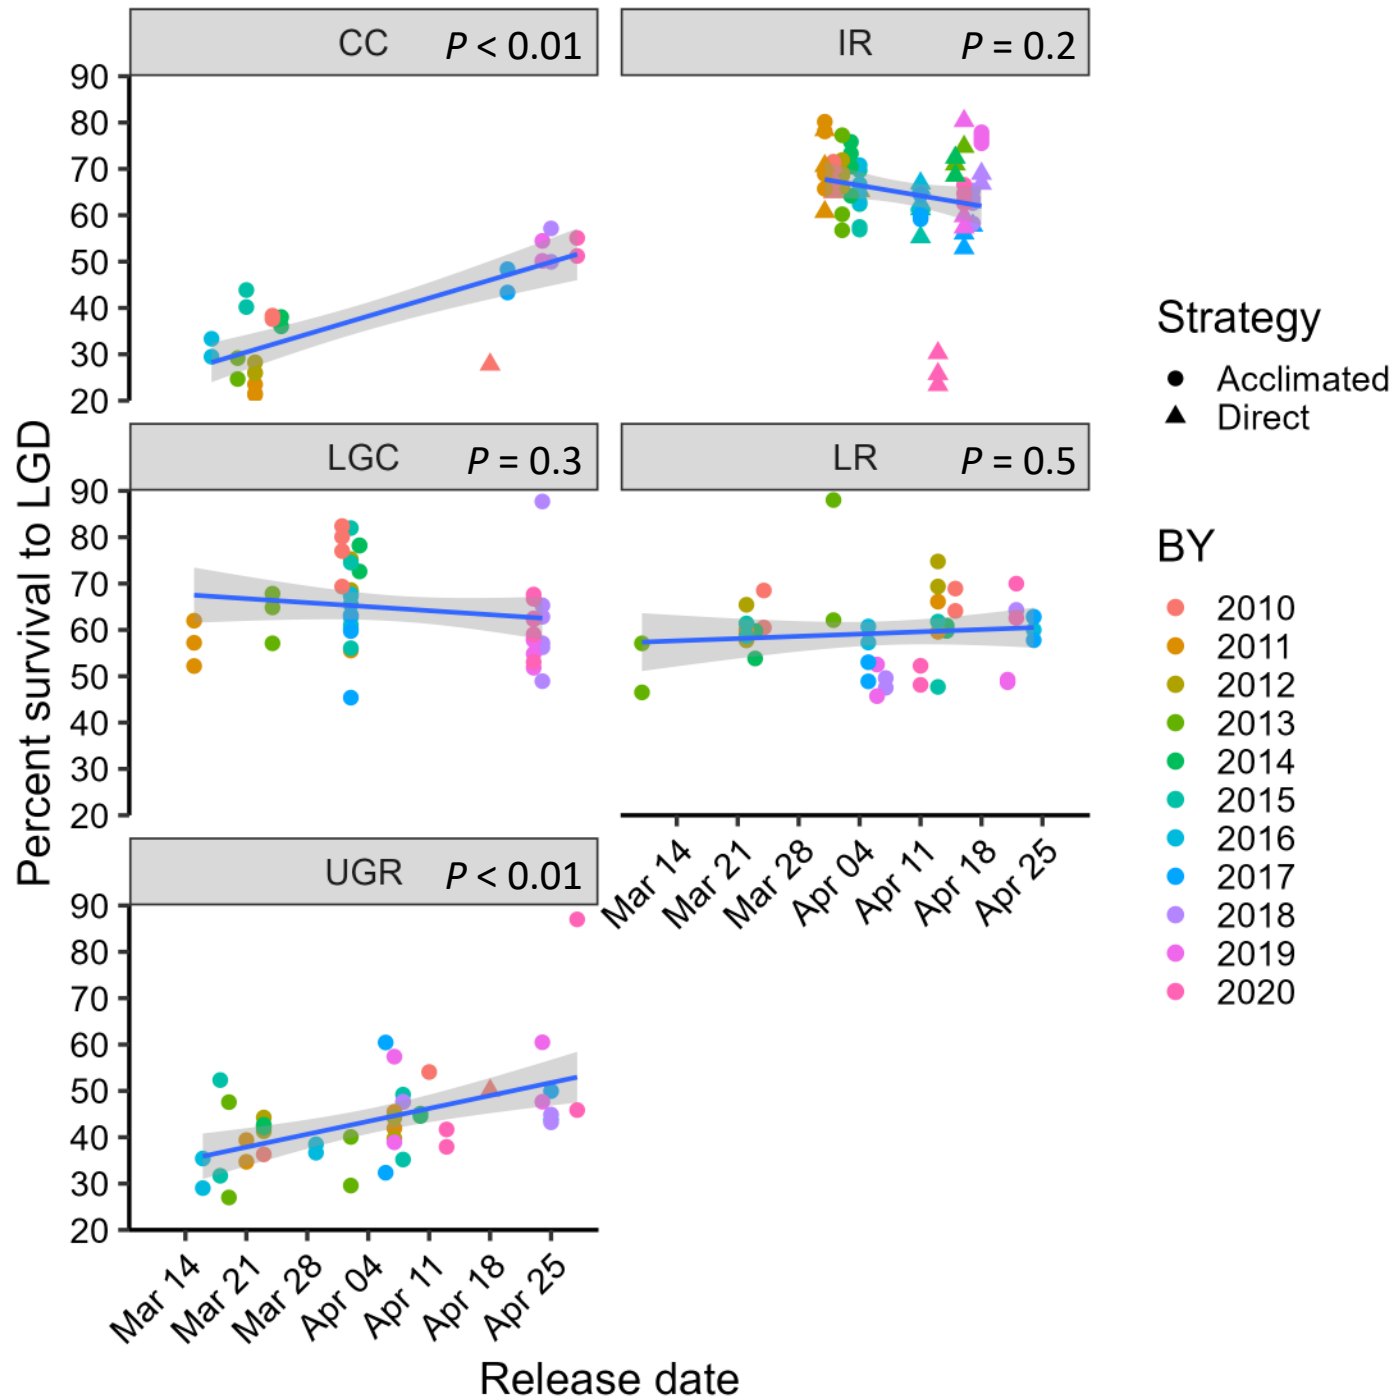 CC P < 0.01
IR P = 0.2
90
80
70
60
50
40
30
20
LGC P = 0.3
LR P = 0.5
90
80
70
60
50
40
30
20
Mar 14
Mar 21
Mar 28
Apr 04
Apr 11
Apr 18
Apr 25
UGR P < 0.01
90
80
70
60
50
40
30
20
Mar 14
Mar 21
Mar 28
Apr 04
Apr 11
Apr 18
Apr 25
Percent survival to LGD
Release date
Strategy
Acclimated
Direct
BY
2010
2011
2012
2013
2014
2015
2016
2017
2018
2019
2020